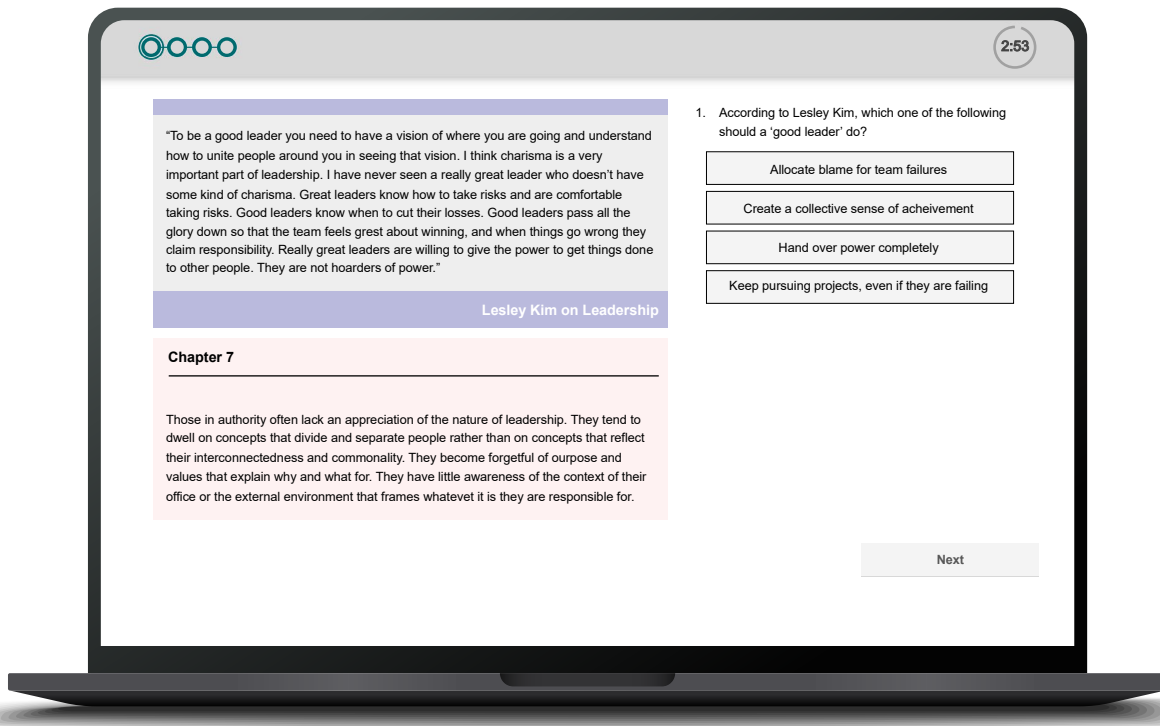 2:53
“To be a good leader you need to have a vision of where you are going and understand
how to unite people around you in seeing that vision. I think charisma is a very
important part of leadership. I have never seen a really great leader who doesn’t have
some kind of charisma. Great leaders know how to take risks and are comfortable
taking risks. Good leaders know when to cut their losses. Good leaders pass all the
glory down so that the team feels grest about winning, and when things go wrong they
claim responsibility. Really great leaders are willing to give the power to get things done
to other people. They are not hoarders of power.”
Lesley Kim on Leadership
Chapter 7
Those in authority often lack an appreciation of the nature of leadership. They tend to
dwell on concepts that divide and separate people rather than on concepts that reflect
their interconnectedness and commonality. They become forgetful of ourpose and
values that explain why and what for. They have little awareness of the context of their
office or the external environment that frames whatevet it is they are responsible for.
1. According to Lesley Kim, which one of the following
should a ‘good leader’ do?
Allocate blame for team failures
Create a collective sense of acheivement
Hand over power completely
Keep pursuing projects, even if they are failing
Next